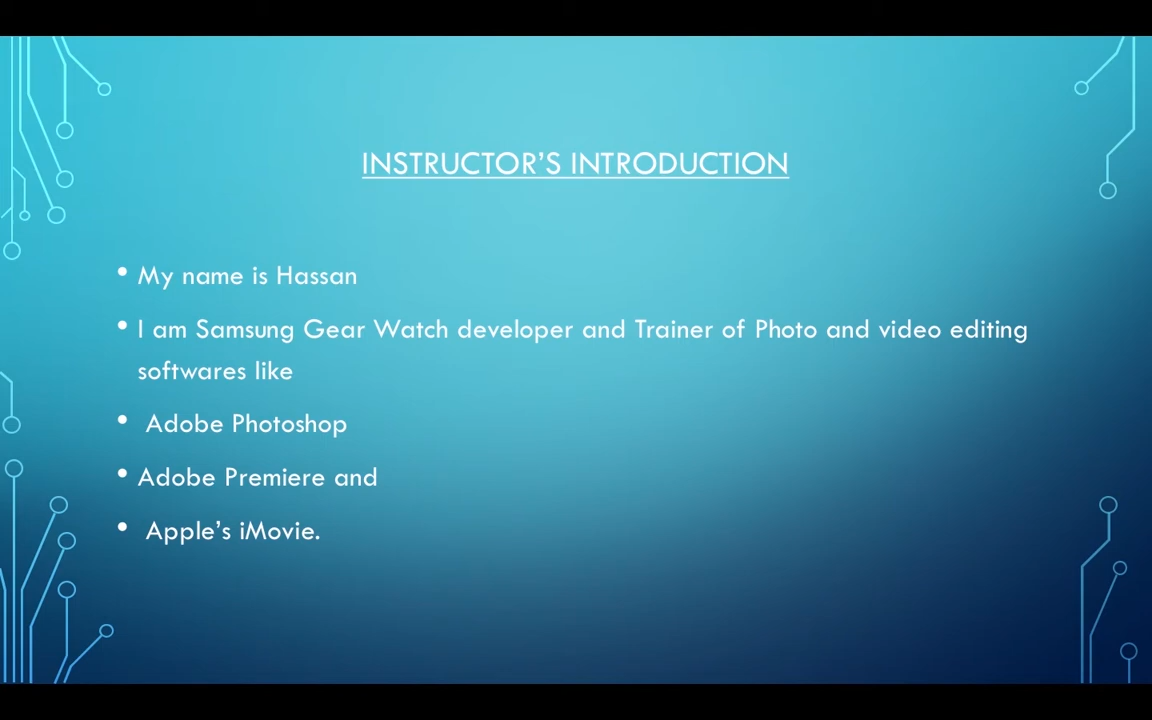 INSTRUCTOR’S INTRODUCTION
• My name is Hassan
• I am Samsung Gear Watch developer and Trainer of Photo and video editing
softwares like
• Adobe Photoshop
• Adobe Premiere and
• Apple’s iMovie.